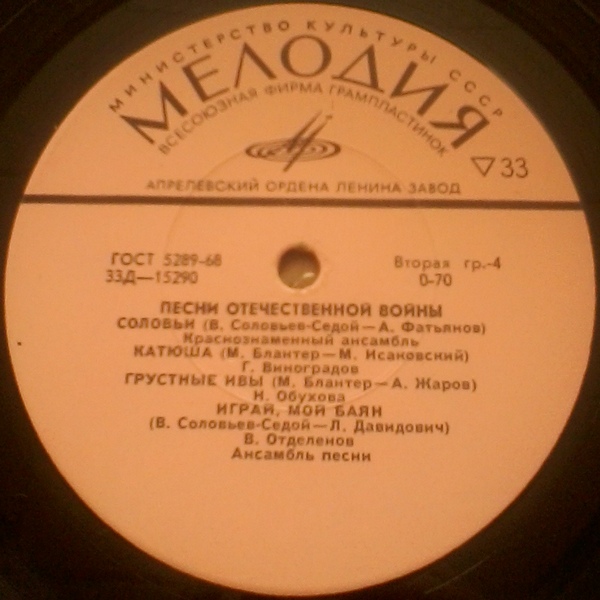 МИНИСТЕРСТВО КУЛЬТУРЫ СССР
МЕЛОДИЯ
ВСЕСОЮЗНАЯ ФИРМА ГРАМПЛАСТИНОК
▽ 33
АПРЕЛЕВСКИЙ ОРДЕНА ЛЕНИНА ЗАВОД
ГОСТ 5289-68
Вторая гр.-4
33Д—15290
0-70
ПЕСНИ ОТЕЧЕСТВЕННОЙ ВОЙНЫ
СОЛОВЬИ (В. Соловьев-Седой — А. Фатьянов)
Краснознаменный ансамбль
КАТЮША (М. Блантер — М. Исаковский)
Г. Виноградов
ГРУСТНЫЕ ИВЫ (М. Блантер — А. Жаров)
Н. Обухова
ИГРАЙ, МОЙ БАЯН
(В. Соловьев-Седой — Л. Давидович)
В. Отделенов
Ансамбль песни